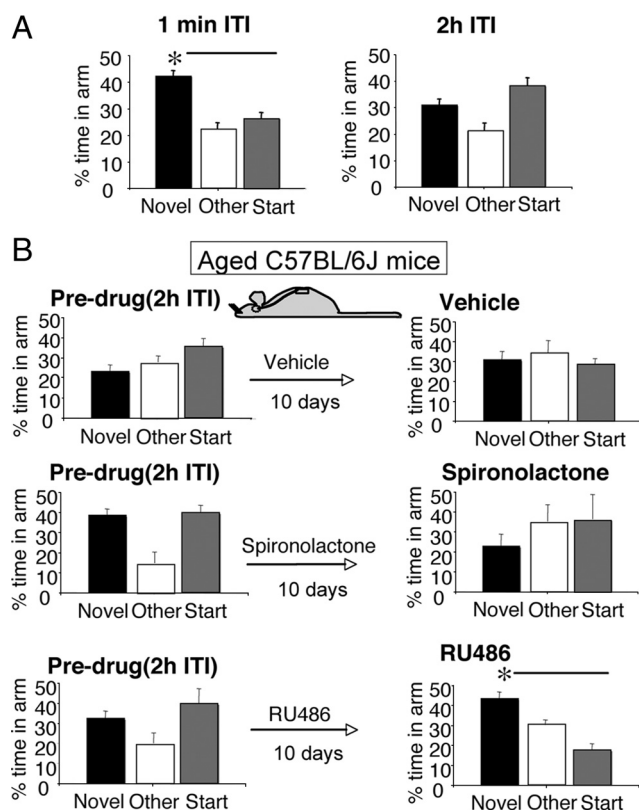 A
1 min ITI
2h ITI
% time in arm
50
40
30
20
10
0
*
Novel Other Start
% time in arm
50
40
30
20
10
0
Novel Other Start
B
Aged C57BL/6J mice
Pre-drug(2h ITI)
Vehicle
% time in arm
50
40
30
20
10
0
Novel Other Start
Vehicle
10 days
% time in arm
50
40
30
20
10
0
Novel Other Start
Pre-drug(2h ITI)
Spironolactone
% time in arm
50
40
30
20
10
0
Novel Other Start
Spironolactone
10 days
% time in arm
50
40
30
20
10
0
Novel Other Start
Pre-drug(2h ITI)
RU486
% time in arm
50
40
30
20
10
0
Novel Other Start
RU486
10 days
% time in arm
50
40
30
20
10
0
*
Novel Other Start